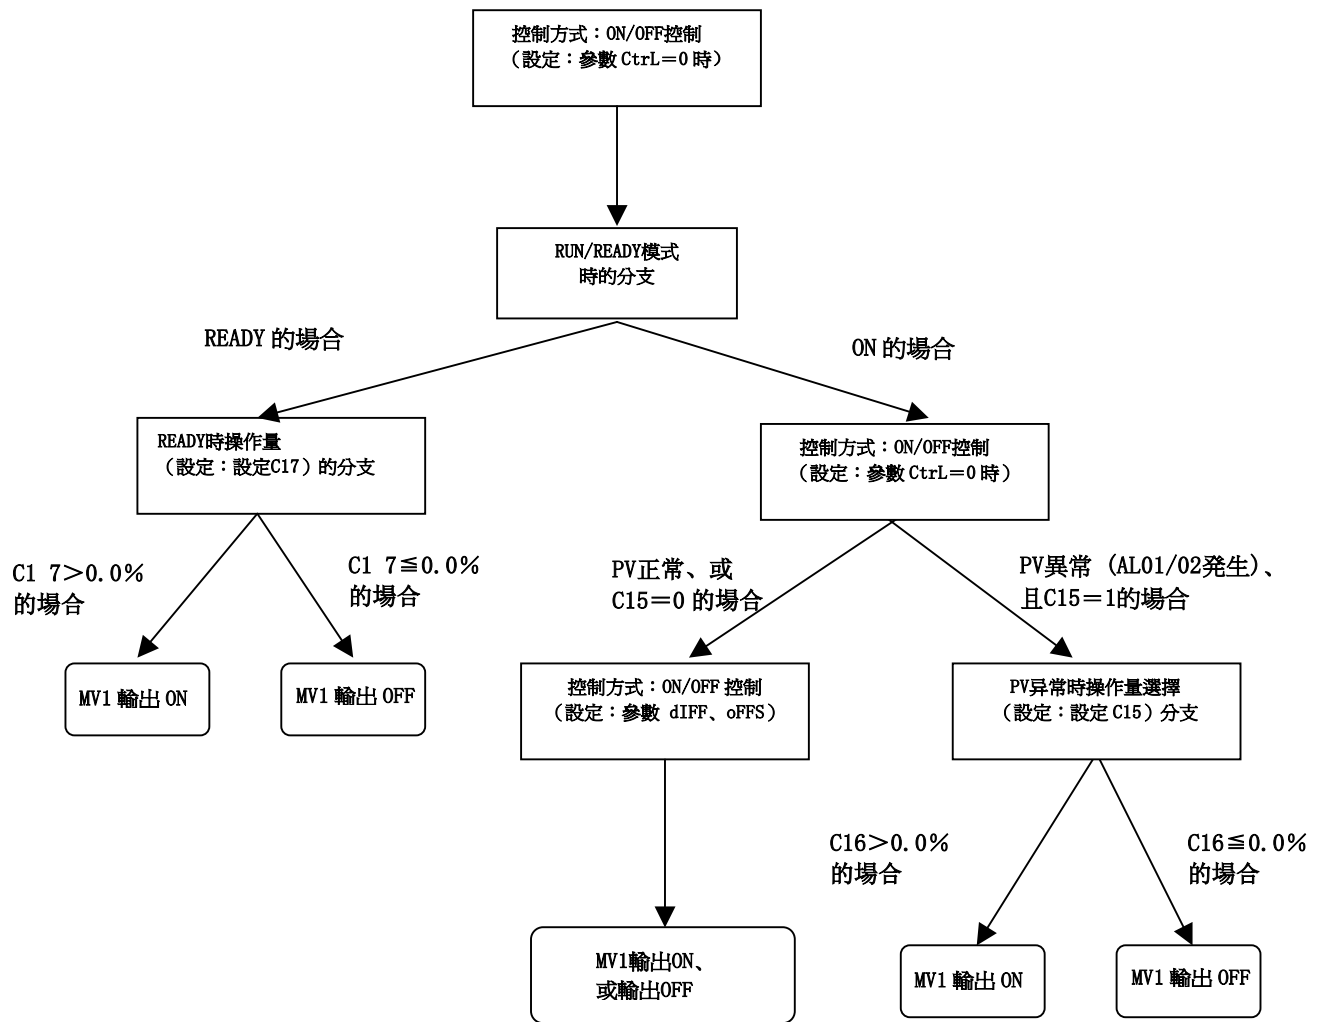 控制方式：ON/OFF控制
（設定：參數 CtrL＝0 時）
RUN/READY模式
時的分支
READY 的場合
ON 的場合
READY時操作量
（設定：設定C17）的分支
控制方式：ON/OFF控制
（設定：參數 CtrL＝0 時）
C1 7＞0.0％
的場合
C1 7≦0.0％
的場合
PV正常、或
C15＝0 的場合
PV異常 (AL01/02発生)、
且C15＝1的場合
MV1 輸出 ON
MV1 輸出 OFF
控制方式：ON/OFF 控制
（設定：參數 dIFF、oFFS）
PV异常時操作量選擇
（設定：設定 C15）分支
C16＞0.0％
的場合
C16≦0.0％
的場合
MV1輸出ON、
或輸出OFF
MV1 輸出 ON
MV1 輸出 OFF